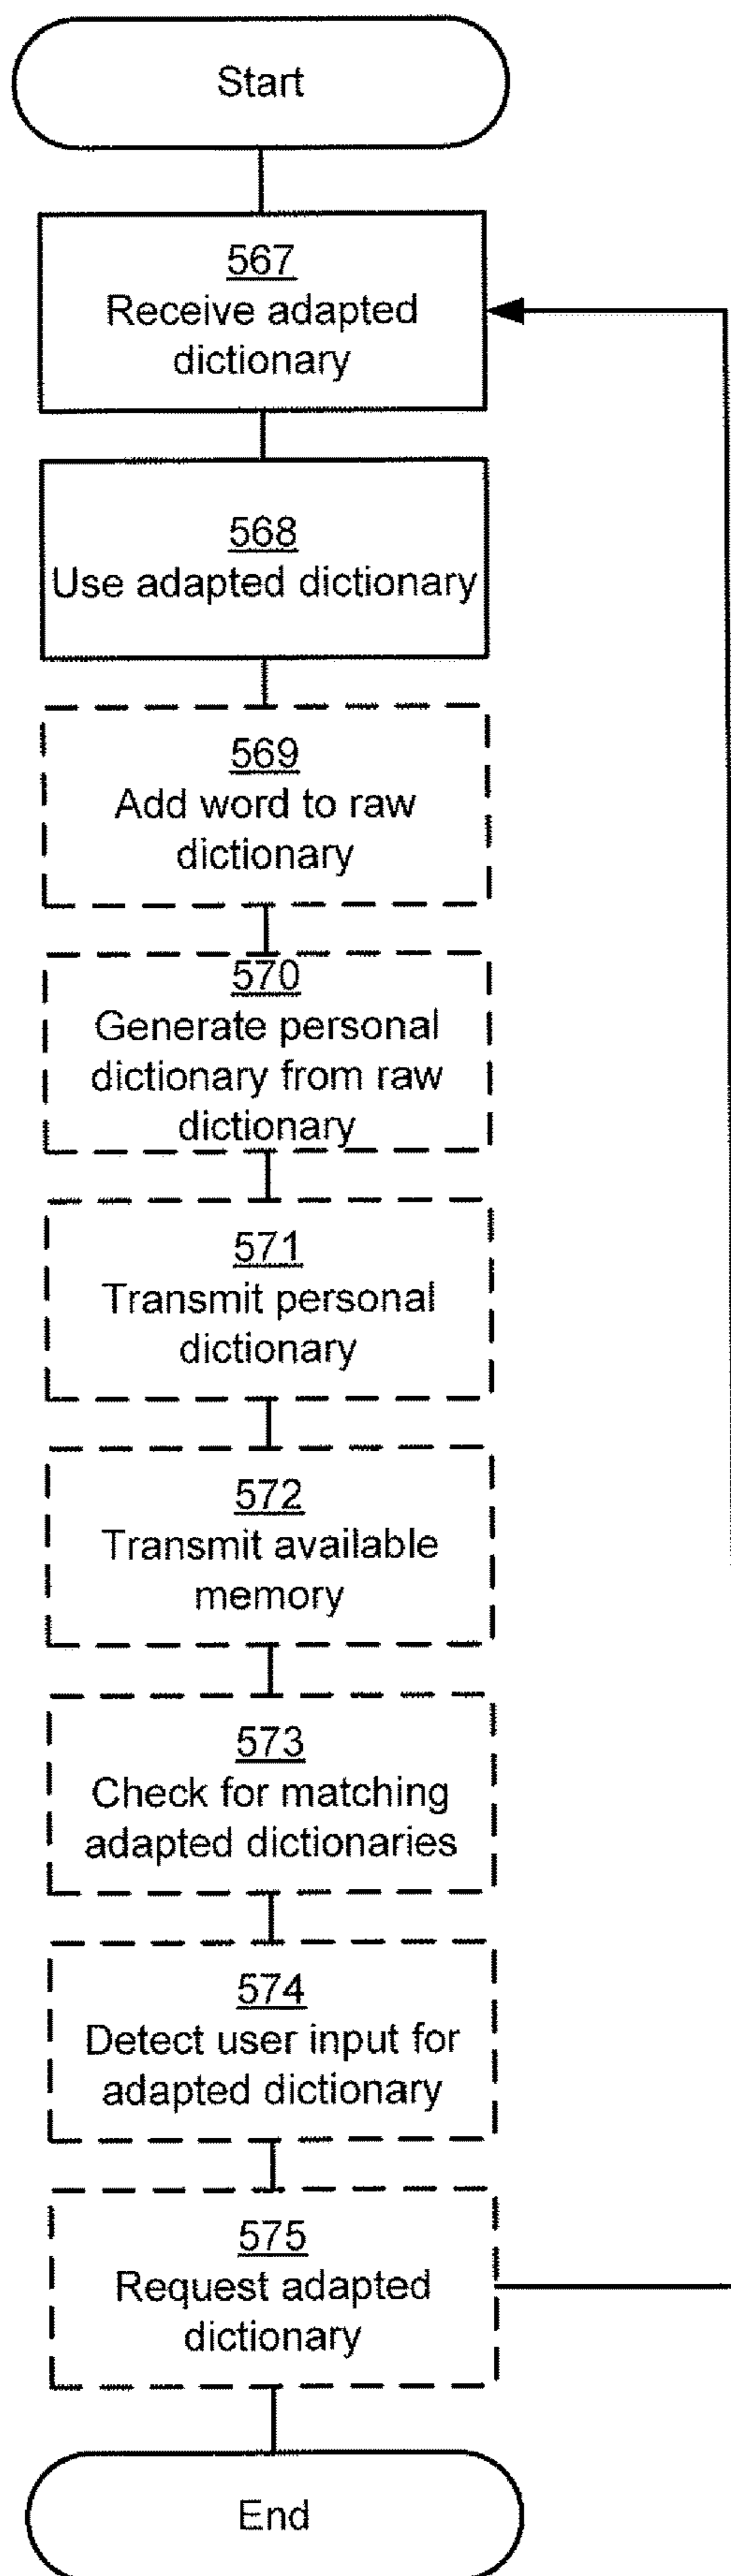 Start
567
Receive adapted
dictionary
568
Use adapted dictionary
569
Add word to raw
dictionary
570
Generate personal
dictionary from raw
dictionary
571
Transmit personal
dictionary
572
Transmit available
memory
573
Check for matching
adapted dictionaries
574
Detect user input for
adapted dictionary
575
Request adapted
dictionary
End